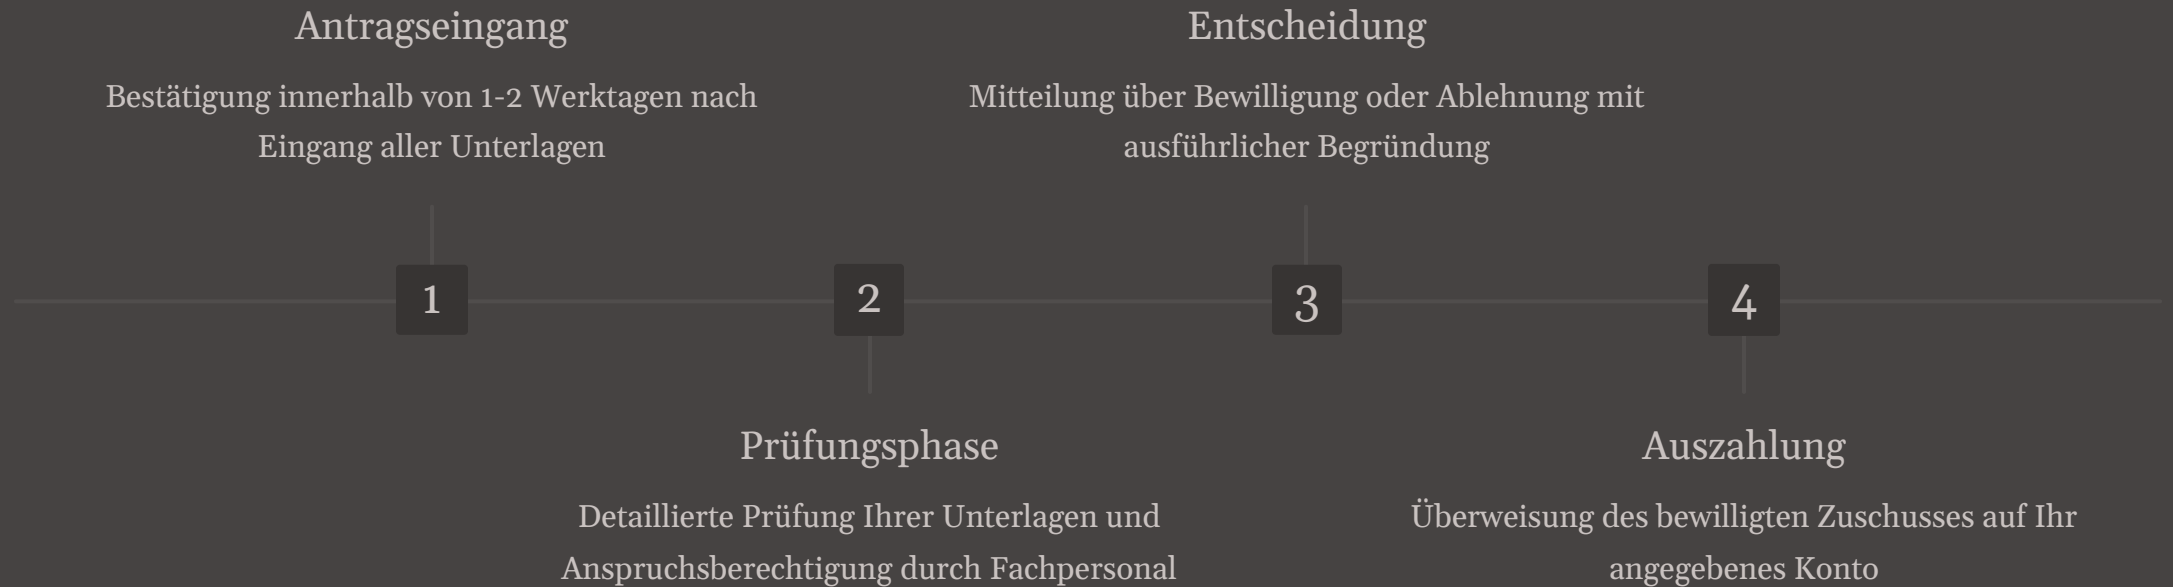 Antragseingang
Bestätigung innerhalb von 1-2 Werktagen nach
Eingang aller Unterlagen
1
2
Prüfungsphase
Detaillierte Prüfung Ihrer Unterlagen und
Anspruchsberechtigung durch Fachpersonal
Entscheidung
Mitteilung über Bewilligung oder Ablehnung mit
ausführlicher Begründung
3
4
Auszahlung
Überweisung des bewilligten Zuschusses auf Ihr
angegebenes Konto